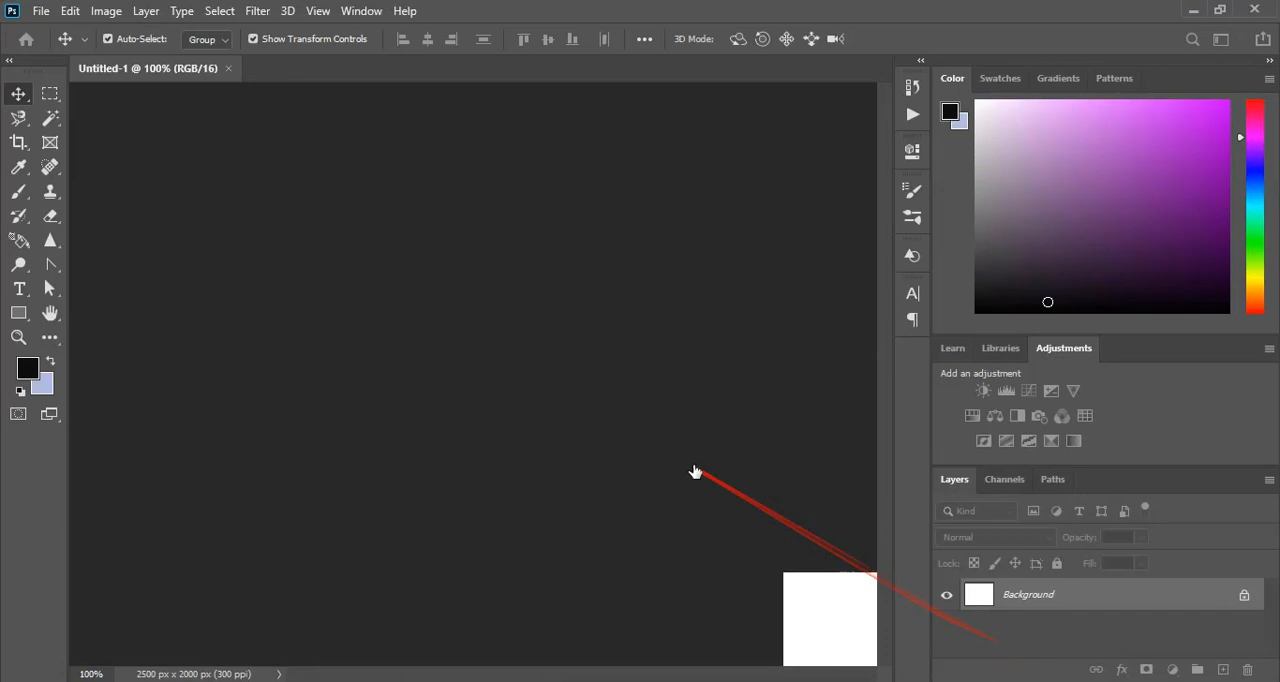 Ps File Edit Image Layer Type Select Filter 3D View Window Help
Auto-Select: Group Show Transform Controls 3D Mode:
Untitled-1 @ 100% (RGB/16)
Color Swatches Gradients Patterns
Learn Libraries Adjustments
Add an adjustment
Layers Channels Paths
Kind
Normal Opacity:
Lock: Fill:
Background
100% 2500 px x 2000 px (300 ppi)